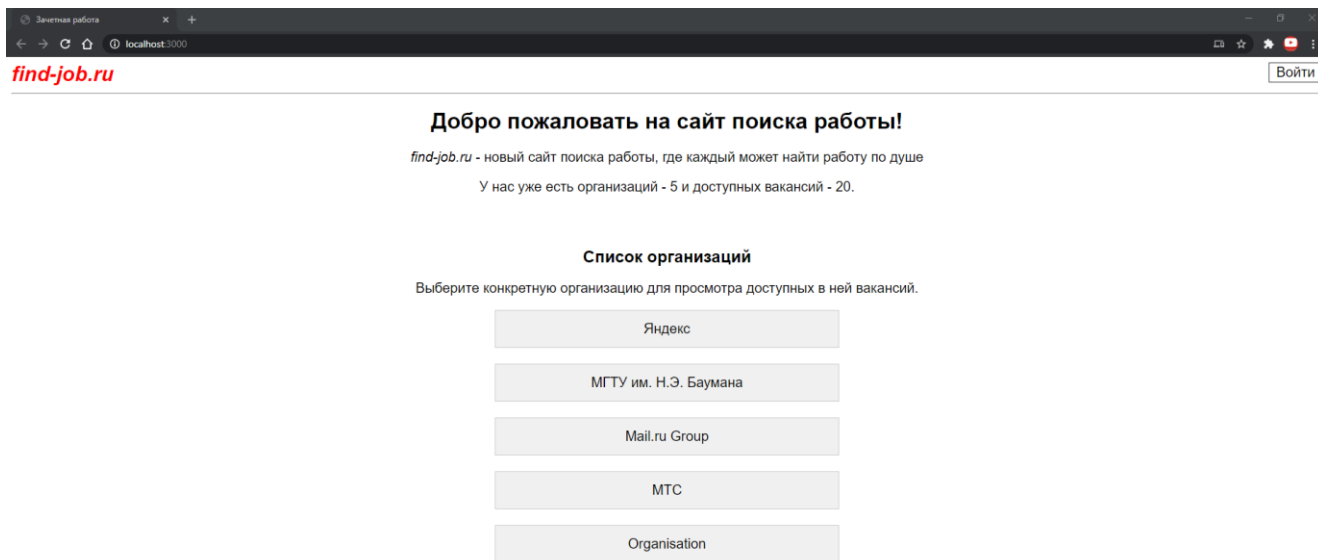 Зачетная работа
localhost:3000
find-job.ru
Войти
Добро пожаловать на сайт поиска работы!
find-job.ru - новый сайт поиска работы, где каждый может найти работу по душе
У нас уже есть организаций - 5 и доступных вакансий - 20.
Список организаций
Выберите конкретную организацию для просмотра доступных в ней вакансий.
Яндекс
МГТУ им. Н.Э. Баумана
Mail.ru Group
МТС
Organisation